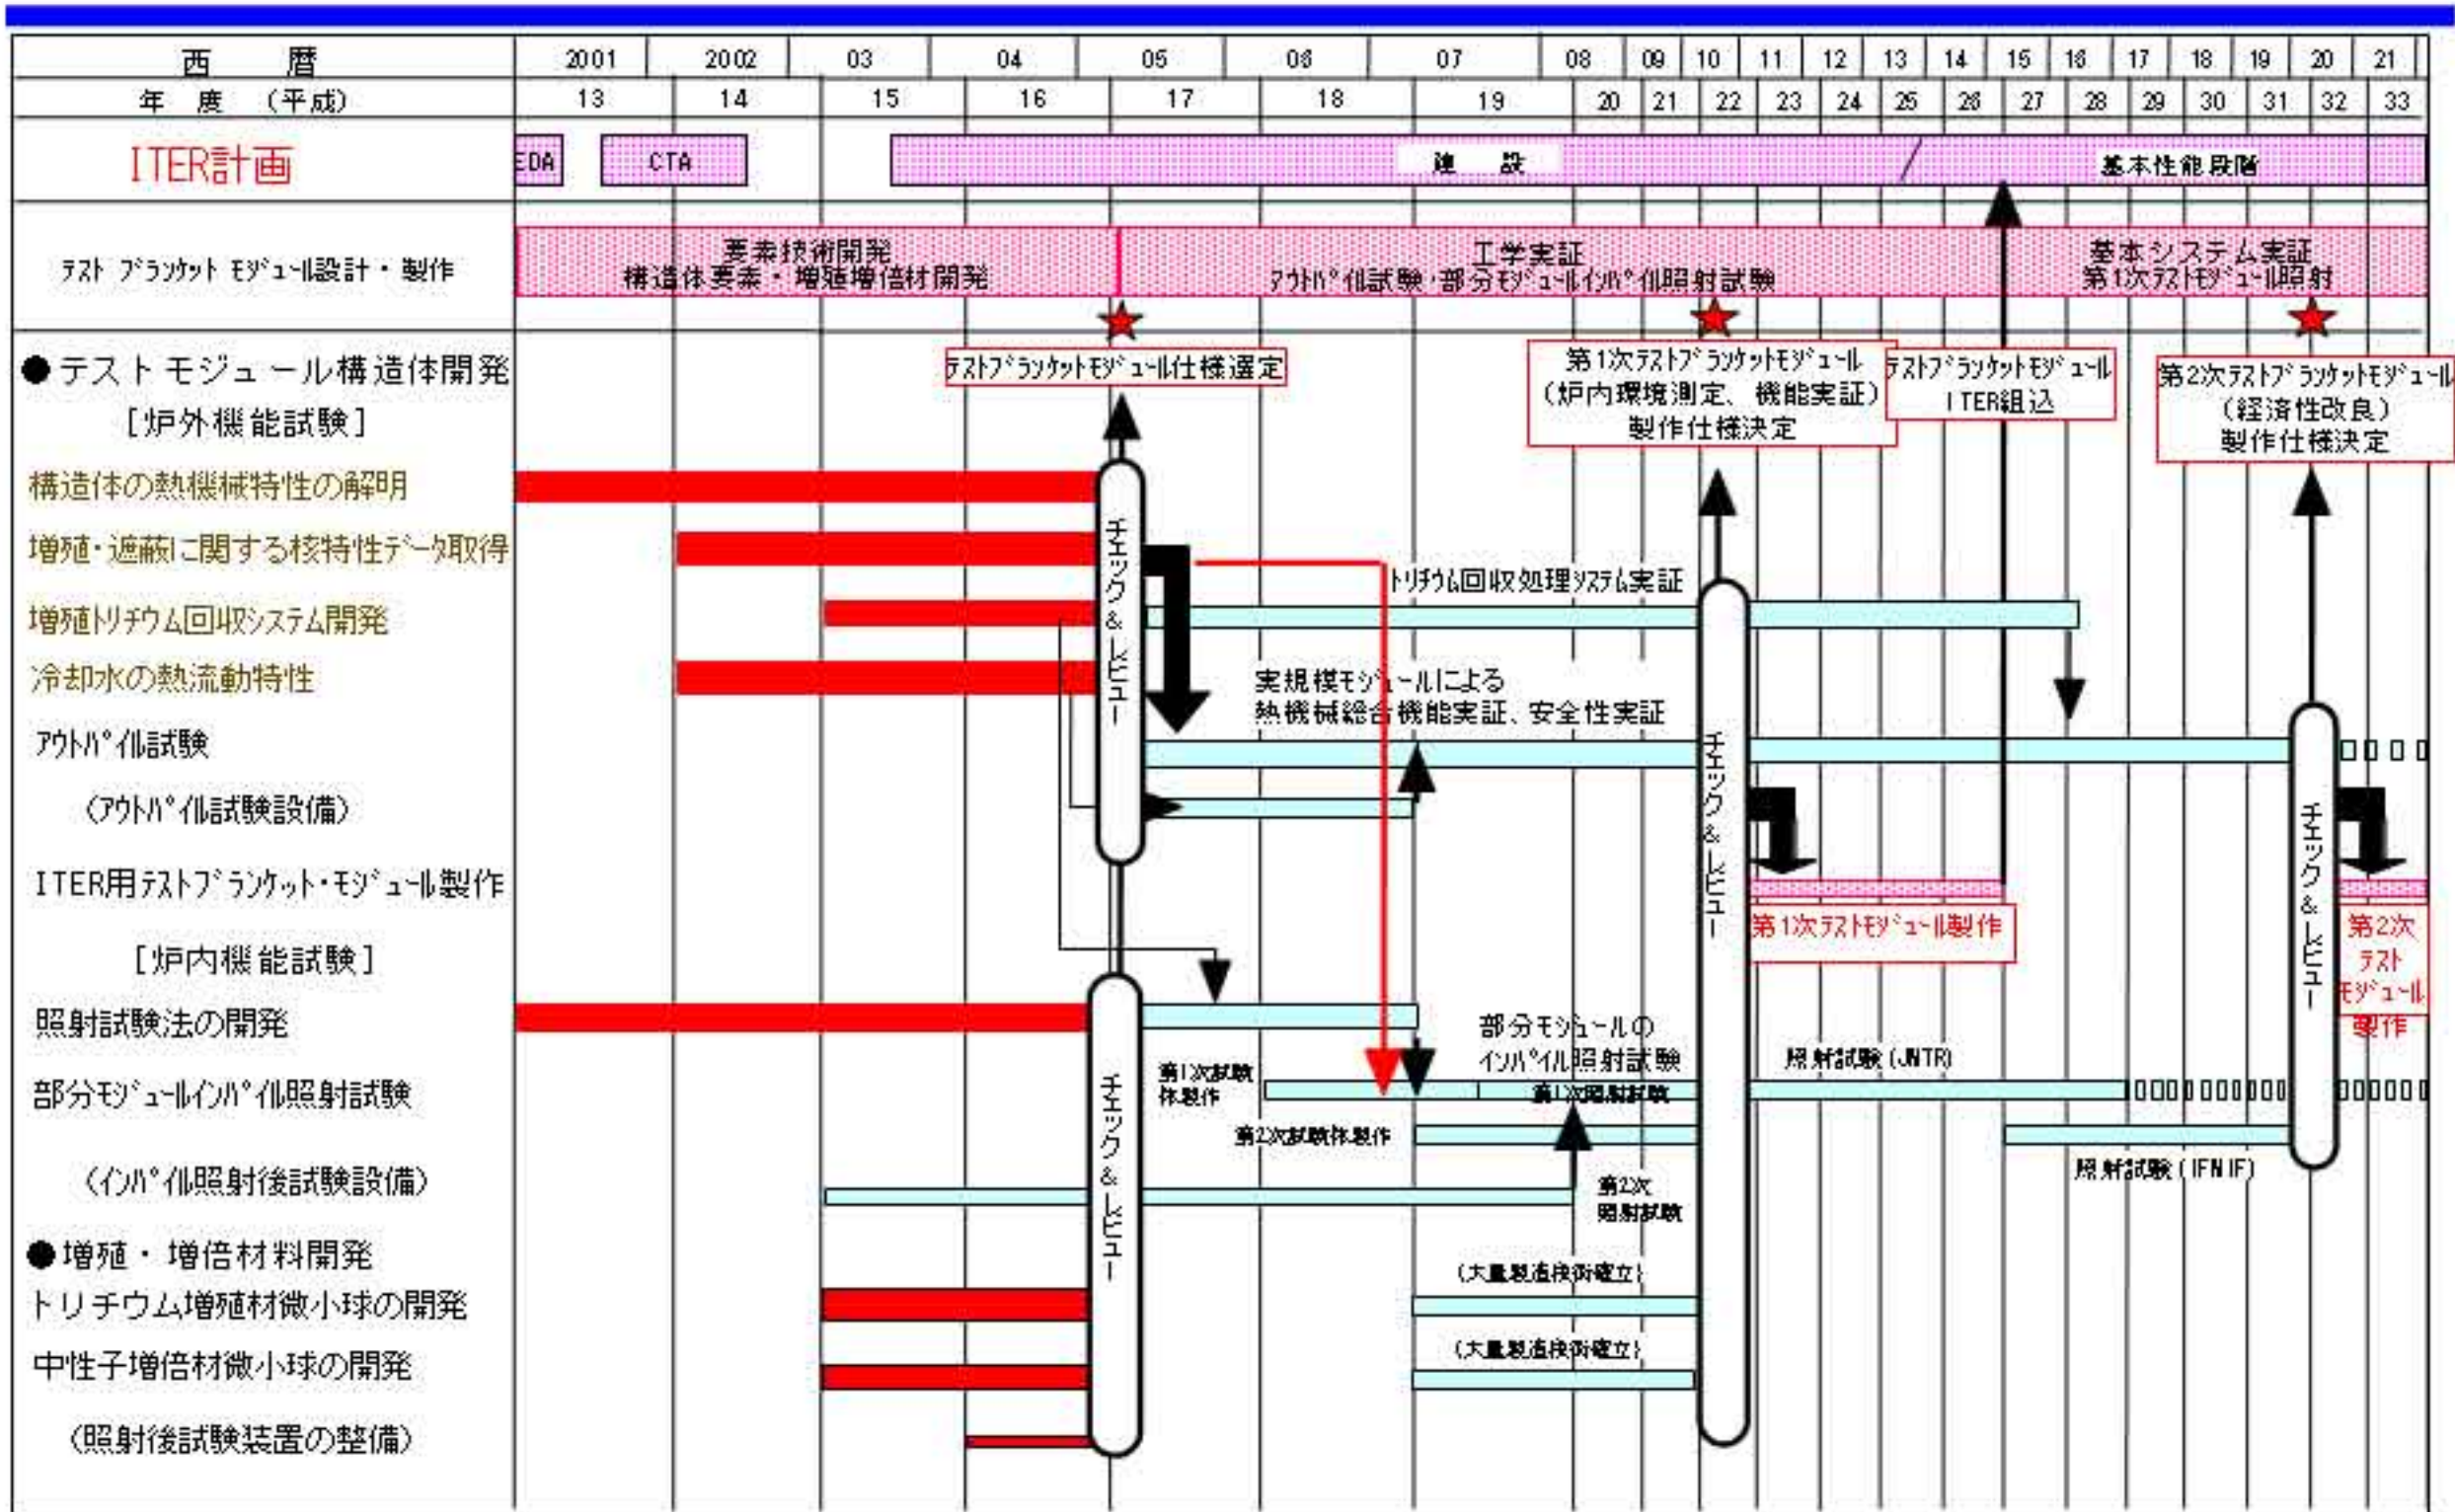 西 暦 2001 2002 03 04 05 06 07 08 09 10 11 12 13 14 15 16 17 18 19 20 21
年 度 (平成) 13 14 15 16 17 18 19 20 21 22 23 24 25 26 27 28 29 30 31 32 33
ITER計画 EDA CTA 建 設 基本性能段階
テスト ブランケット モジュール設計・製作
要素技術開発
構造体要素・増殖増倍材開発
工学実証
アウトパイル試験・部分モジュールインパイル照射試験
基本システム実証
第1次テストモジュール照射
●テストモジュール構造体開発
[炉外機能試験]
テストブランケットモジュール仕様選定
第1次テストブランケットモジュール
(炉内環境測定、機能実証)
製作仕様決定
テストブランケットモジュール
ITER組込
第2次テストブランケットモジュール
(経済性改良)
製作仕様決定
構造体の熱機械特性の解明
増殖・遮蔽に関する核特性データ取得
増殖トリチウム回収システム開発
トリチウム回収処理システム実証
冷却水の熱流動特性
実規模モジュールによる
熱機械総合機能実証、安全性実証
アウトパイル試験
(アウトパイル試験設備)
チェック&レビュー
チェック&レビュー
チェック&レビュー
ITER用テストブランケット・モジュール製作
第1次テストモジュール製作
第2次
テスト
モジュール
製作
[炉内機能試験]
照射試験法の開発
チェック&レビュー
部分モジュールの
インパイル照射試験
照射試験(JMTR)
部分モジュールインパイル照射試験
第1次試験
体製作
第1次照射試験
第2次試験体製作
(インパイル照射後試験設備)
第2次
照射試験
照射試験(IFMIF)
●増殖・増倍材料開発
トリチウム増殖材微小球の開発
(大量製造技術確立)
中性子増倍材微小球の開発
(大量製造技術確立)
(照射後試験装置の整備)